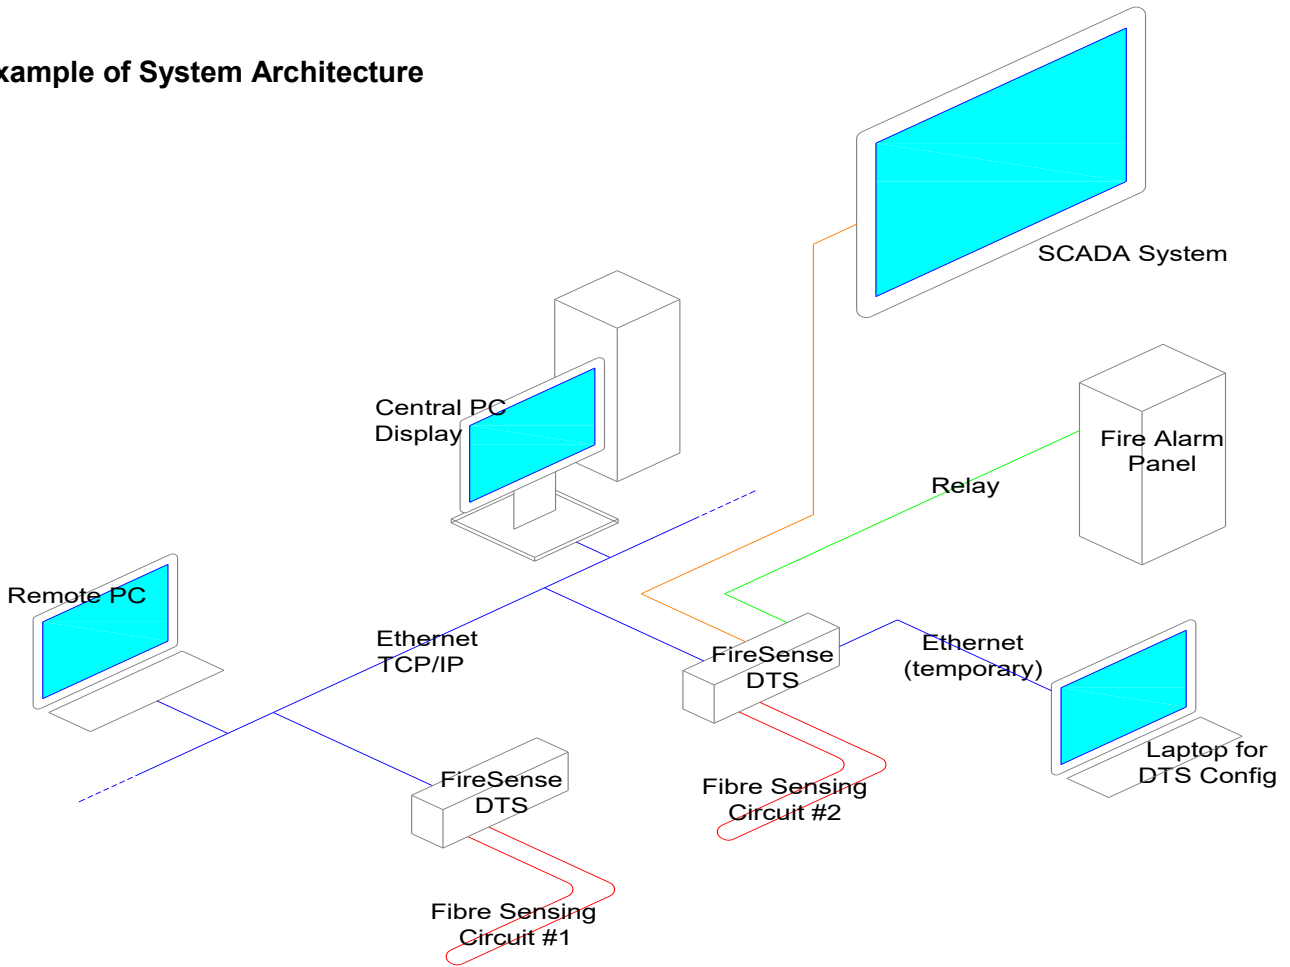 xample of System Architecture
SCADA System
Central PC
Display
Fire Alarm
Panel
Relay
Remote PC
Ethernet
TCP/IP
FireSense
DTS
Ethernet
(temporary)
Laptop for
DTS Config
FireSense
DTS
Fibre Sensing
Circuit #2
Fibre Sensing
Circuit #1